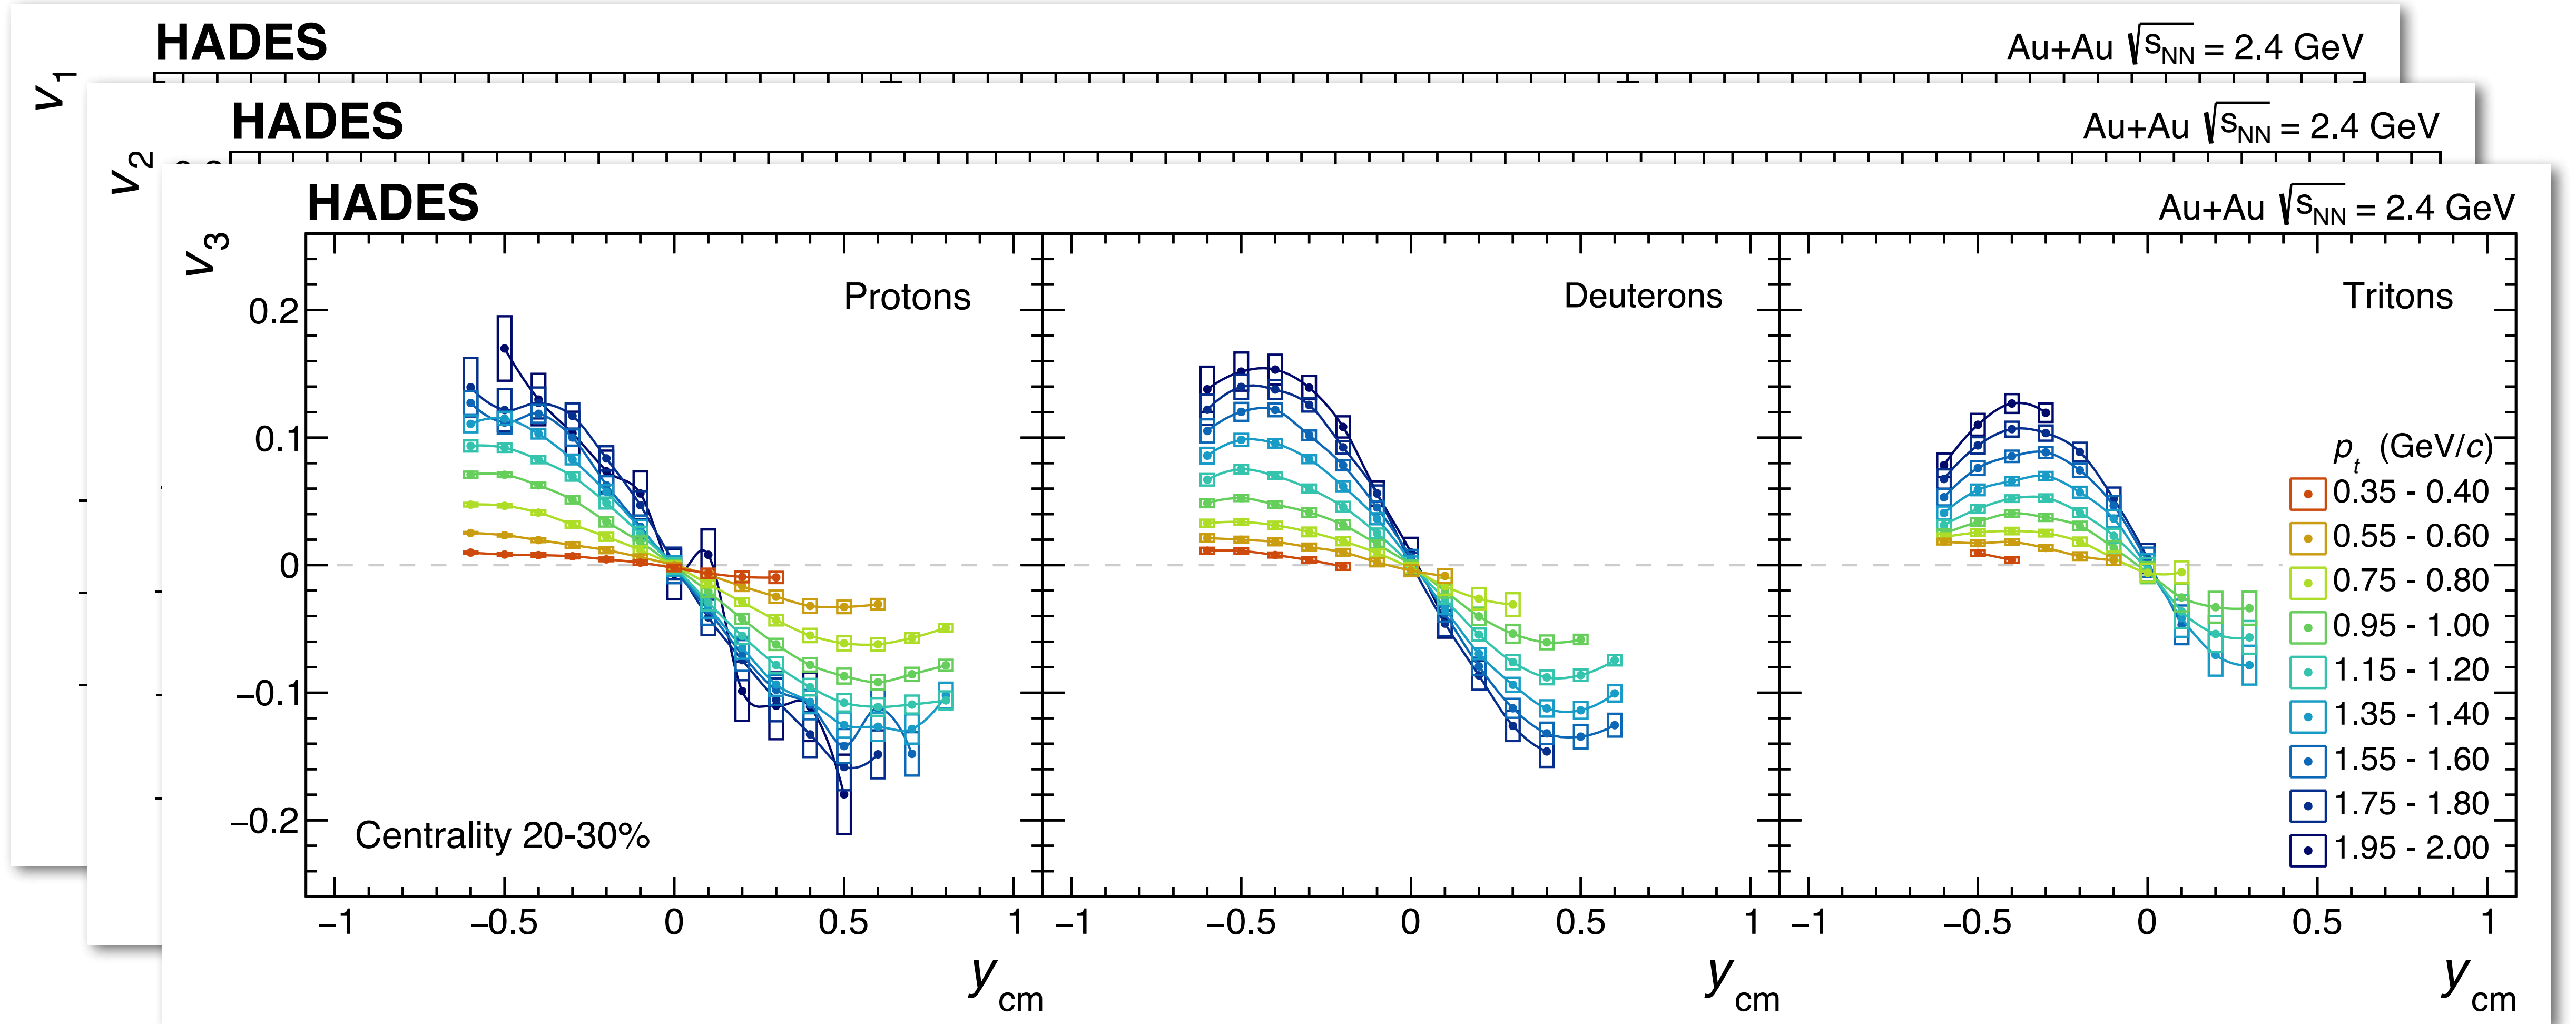 HADES
Au+Au √sNN = 2.4 GeV
v1
HADES
Au+Au √sNN = 2.4 GeV
v2
HADES
Au+Au √sNN = 2.4 GeV
v3
Protons
Deuterons
Tritons
0.2
0.1
0
−0.1
−0.2
pt (GeV/c)
0.35 - 0.40
0.55 - 0.60
0.75 - 0.80
0.95 - 1.00
1.15 - 1.20
1.35 - 1.40
1.55 - 1.60
1.75 - 1.80
1.95 - 2.00
Centrality 20-30%
−1 −0.5 0 0.5 1
−1 −0.5 0 0.5 1
−1 −0.5 0 0.5 1
ycm
ycm
ycm